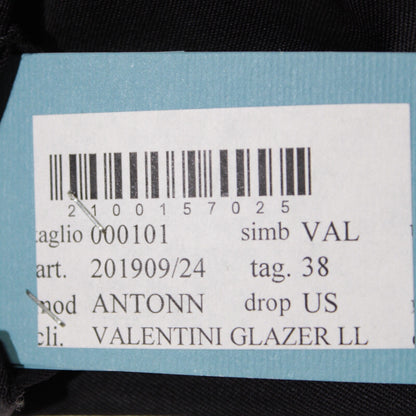 2100157025
taglio 000101 simb VAL
art. 201909/24 tag. 38
mod ANTONN drop US
cli. VALENTINI GLAZER LL